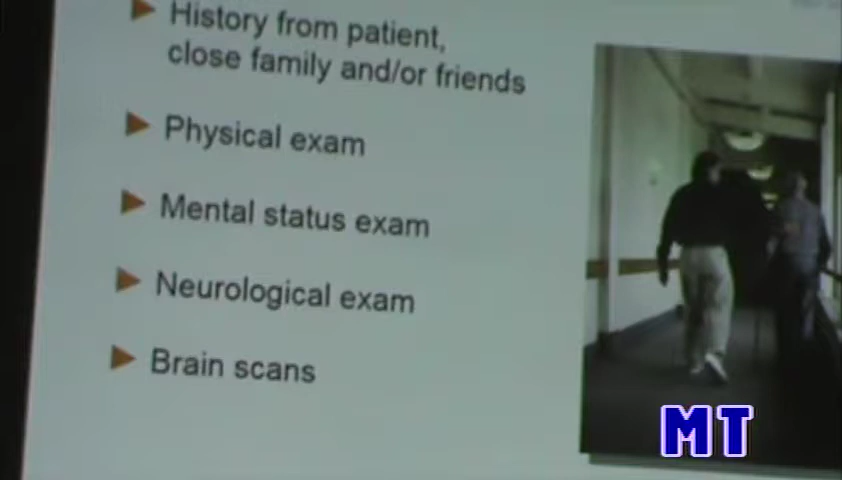 History from patient,
close family and/or friends
Physical exam
Mental status exam
Neurological exam
Brain scans
MT